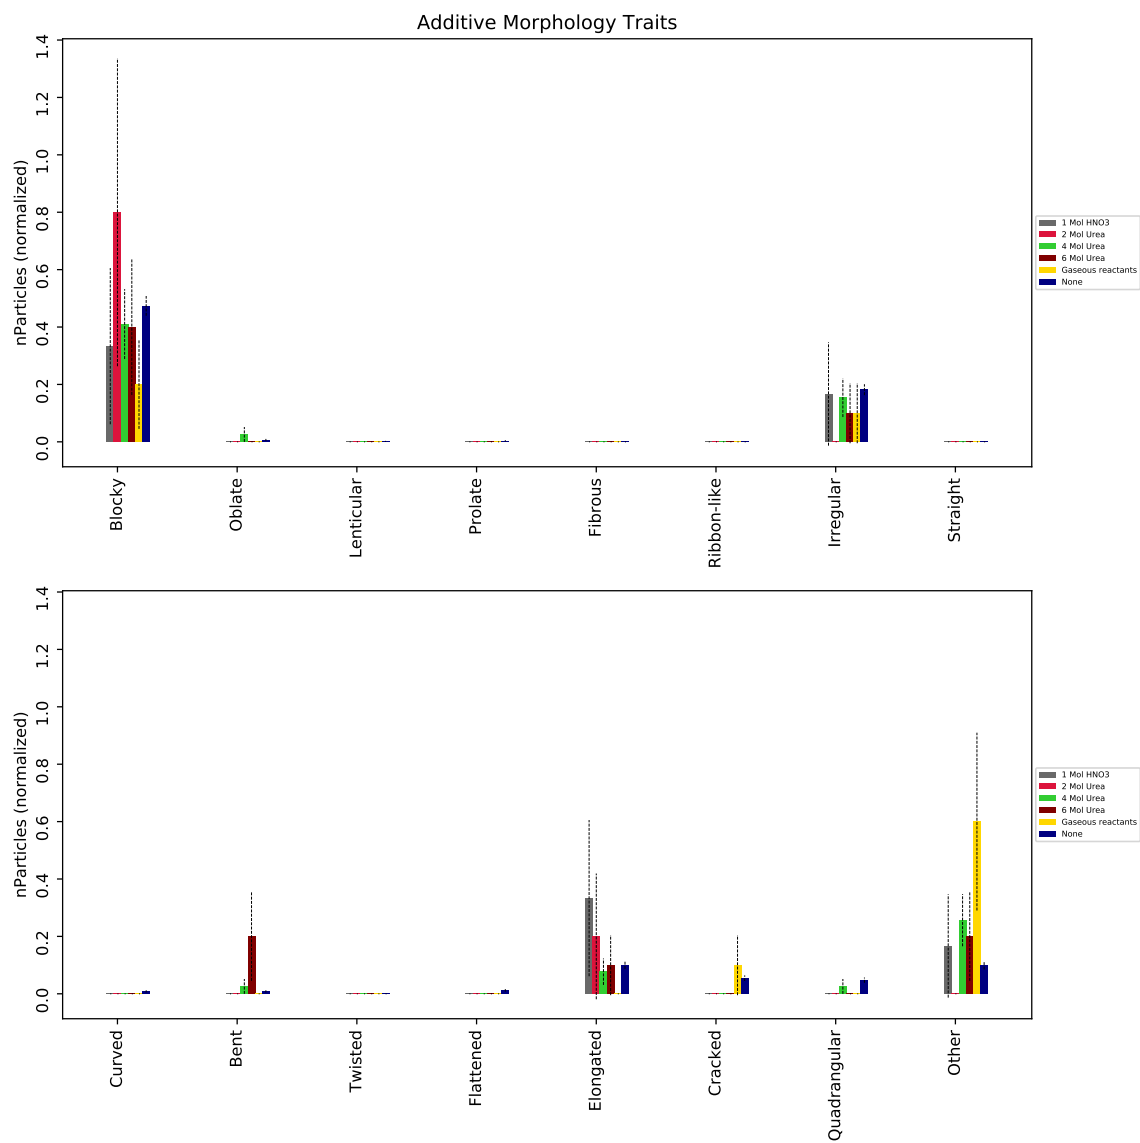 Additive Morphology Traits
nParticles (normalized)
1.4
1.2
1.0
0.8
0.6
0.4
0.2
0.0
Blocky
Oblate
Lenticular
Prolate
Fibrous
Ribbon-like
Irregular
Straight
1 Mol HNO3
2 Mol Urea
4 Mol Urea
6 Mol Urea
Gaseous reactants
None
nParticles (normalized)
1.4
1.2
1.0
0.8
0.6
0.4
0.2
0.0
Curved
Bent
Twisted
Flattened
Elongated
Cracked
Quadrangular
Other
1 Mol HNO3
2 Mol Urea
4 Mol Urea
6 Mol Urea
Gaseous reactants
None